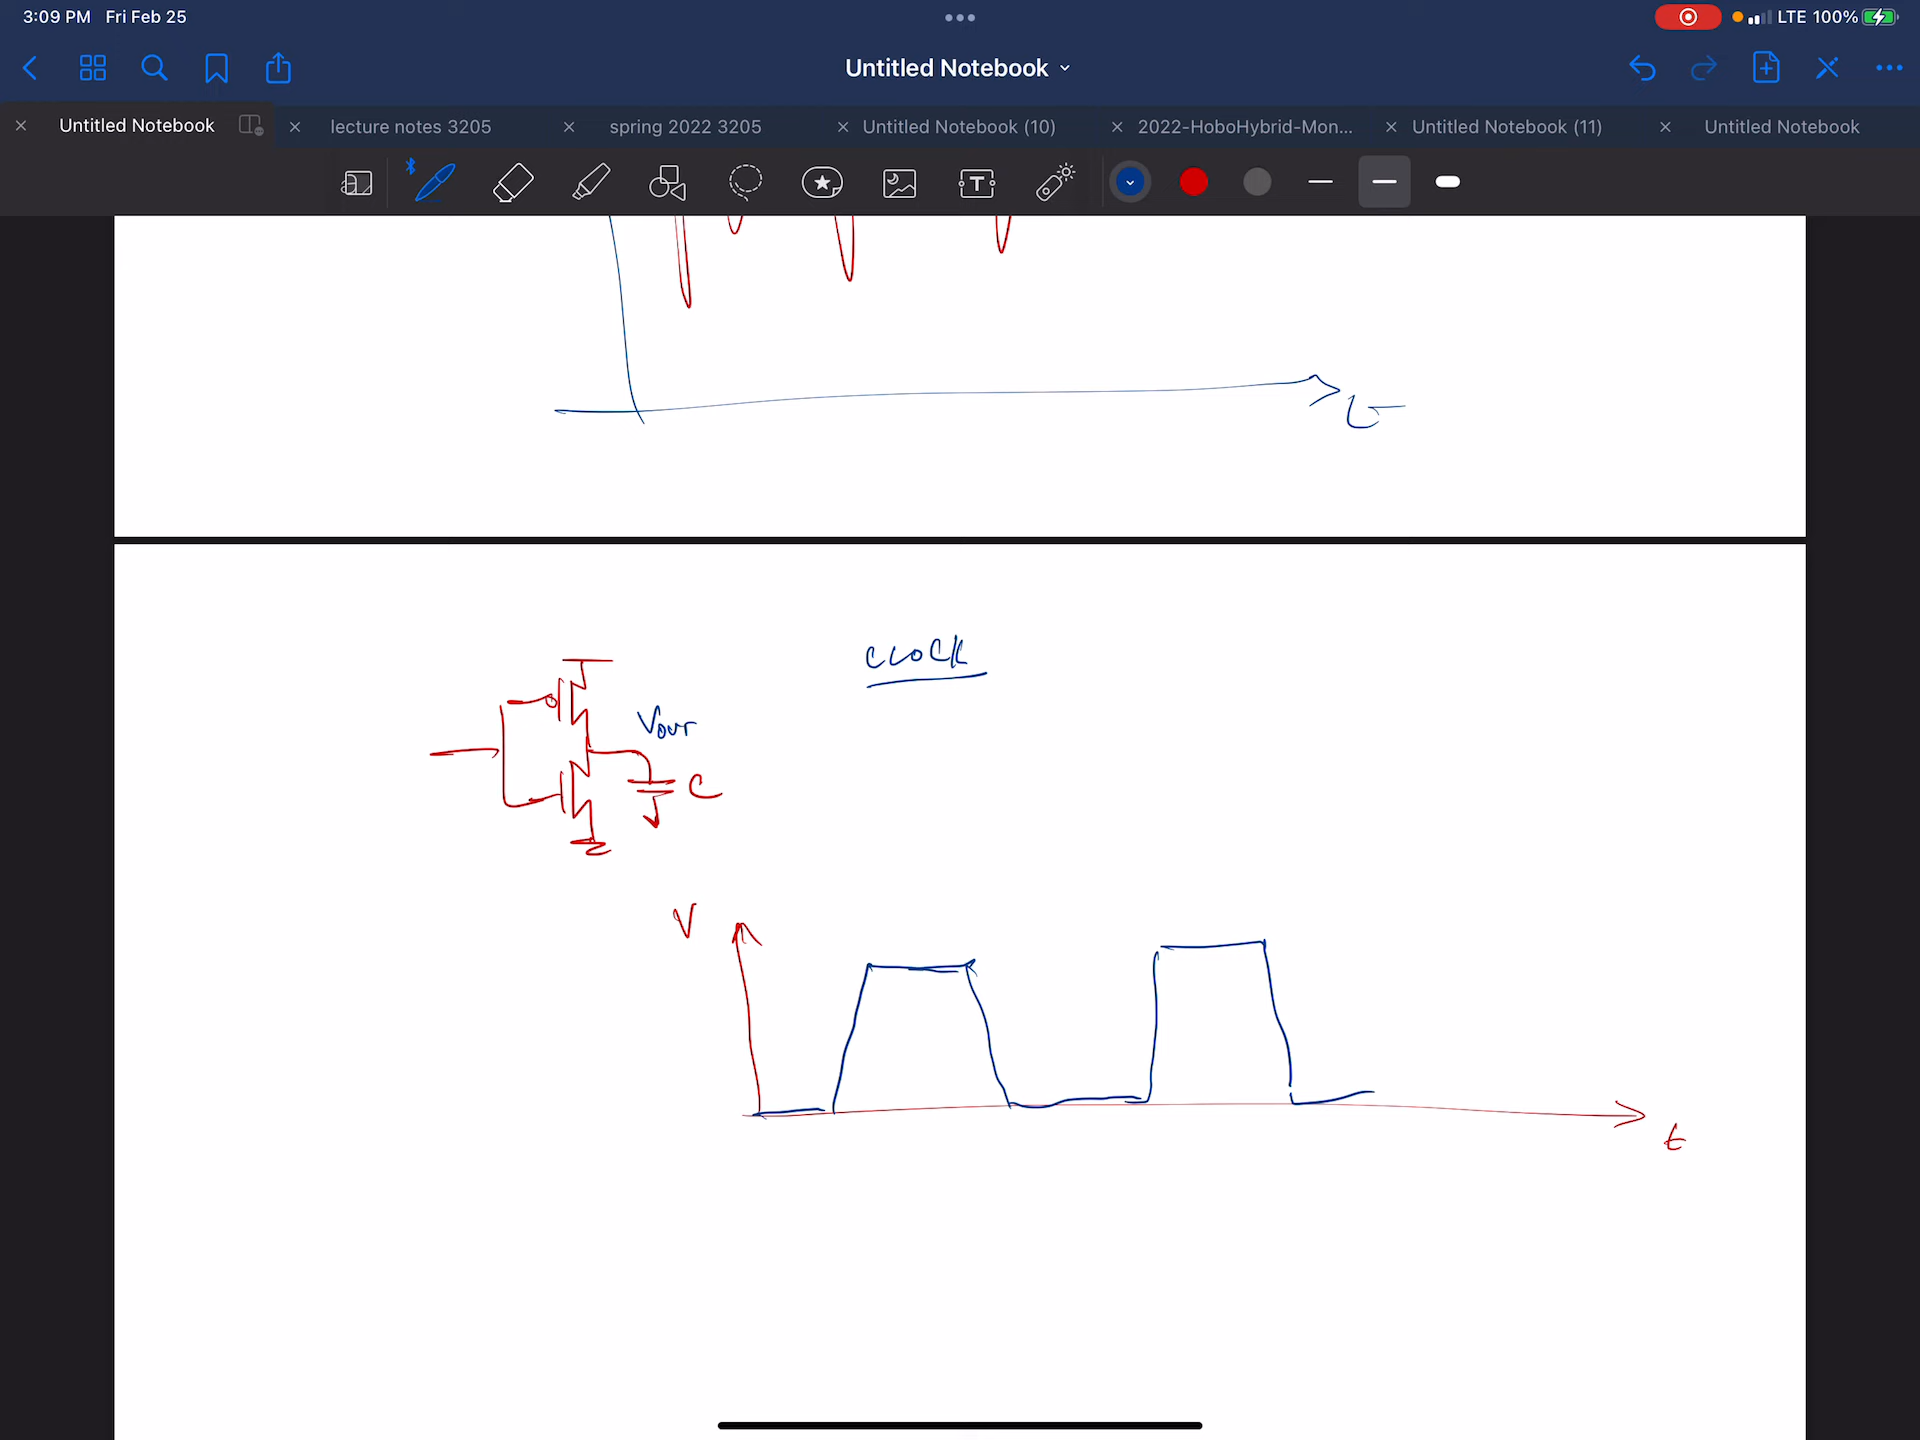 3:09 PM Fri Feb 25
LTE 100%
Untitled Notebook
Untitled Notebook
lecture notes 3205
spring 2022 3205
Untitled Notebook (10)
2022-HoboHybrid-Mon...
Untitled Notebook (11)
Untitled Notebook
T
CLOCK
VOUT
C
V
t